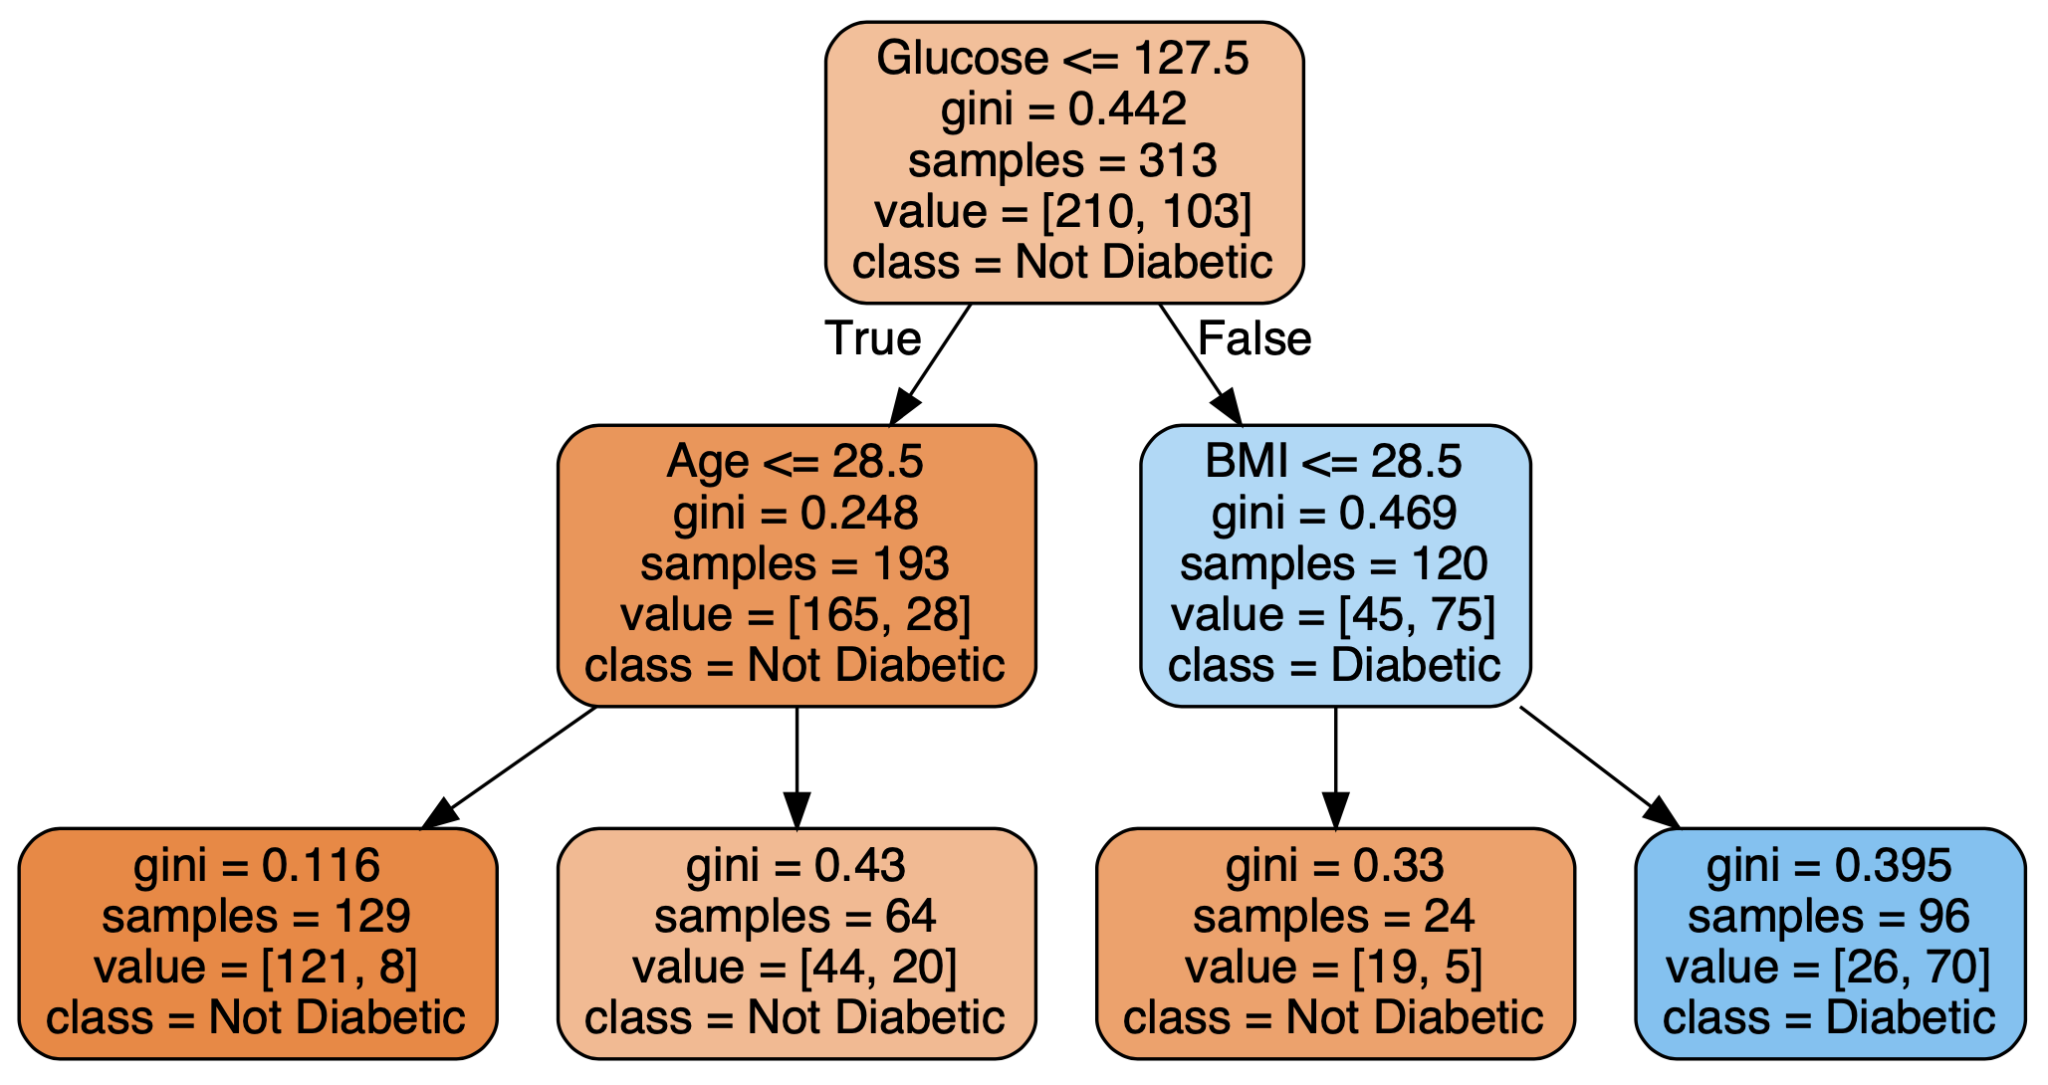 Glucose <= 127.5
gini = 0.442
samples = 313
value = [210, 103]
class = Not Diabetic
True
False
Age <= 28.5
gini = 0.248
samples = 193
value = [165, 28]
class = Not Diabetic
BMI <= 28.5
gini = 0.469
samples = 120
value = [45, 75]
class = Diabetic
gini = 0.116
samples = 129
value = [121, 8]
class = Not Diabetic
gini = 0.43
samples = 64
value = [44, 20]
class = Not Diabetic
gini = 0.33
samples = 24
value = [19, 5]
class = Not Diabetic
gini = 0.395
samples = 96
value = [26, 70]
class = Diabetic